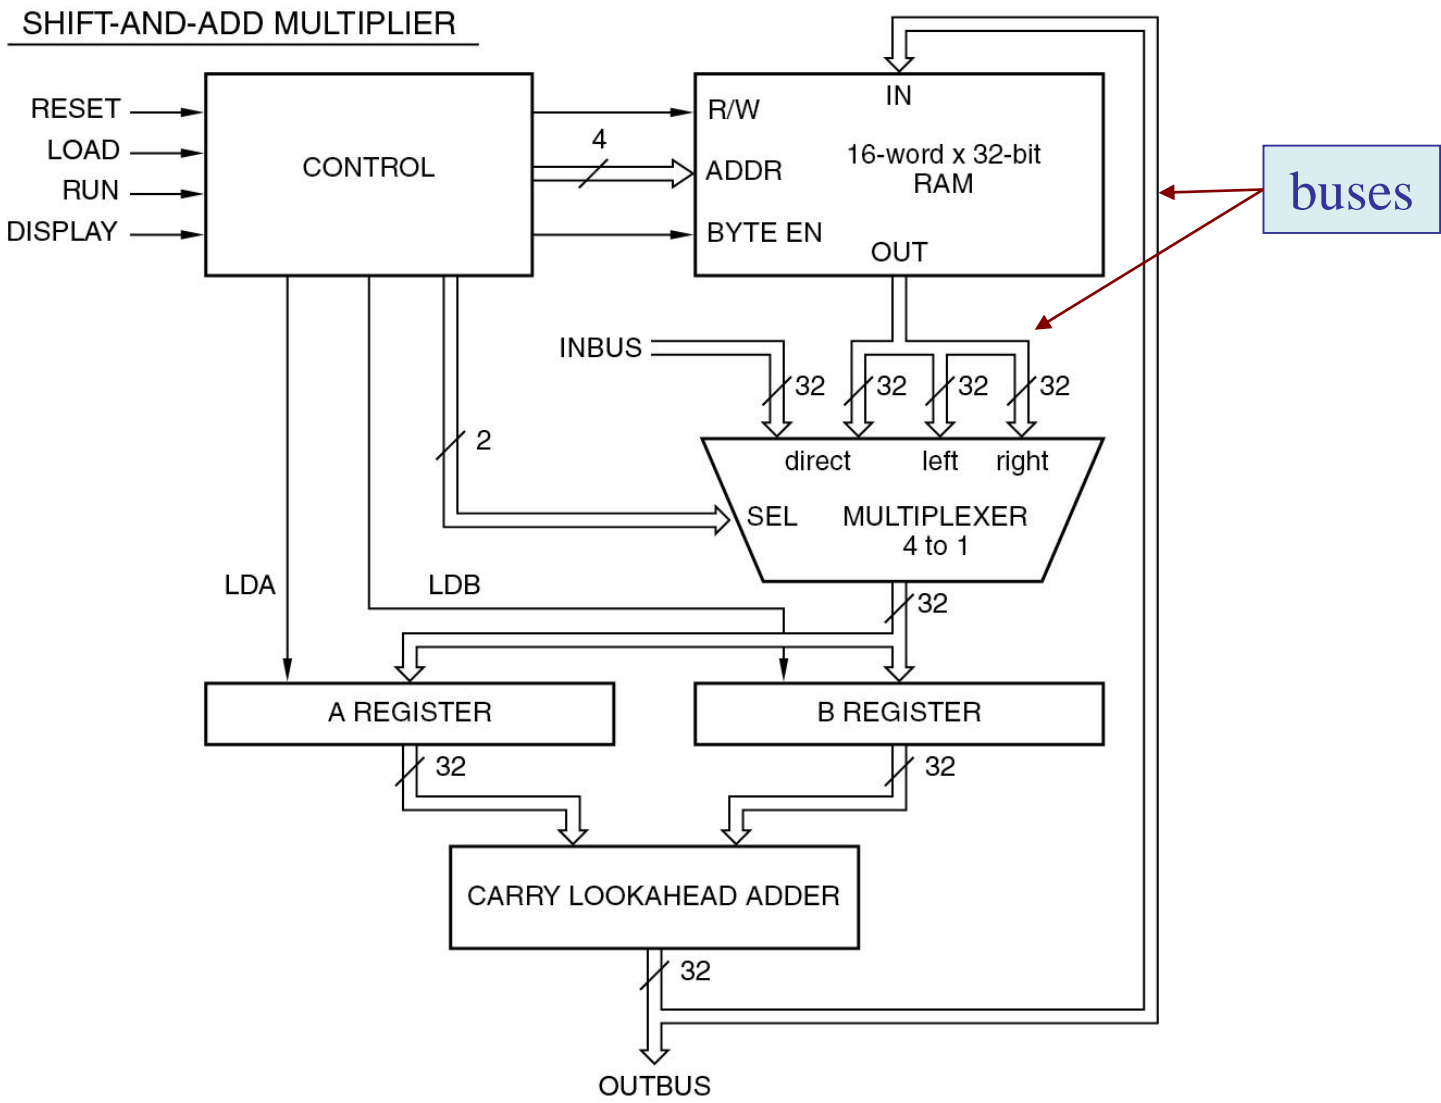 SHIFT-AND-ADD MULTIPLIER
RESET
LOAD
RUN
DISPLAY
CONTROL
4
R/W
ADDR
BYTE EN
IN
16-word x 32-bit
RAM
OUT
buses
INBUS
32
32
32
32
2
direct
left
right
SEL
MULTIPLEXER
4 to 1
LDA
LDB
32
A REGISTER
B REGISTER
32
32
CARRY LOOKAHEAD ADDER
32
OUTBUS